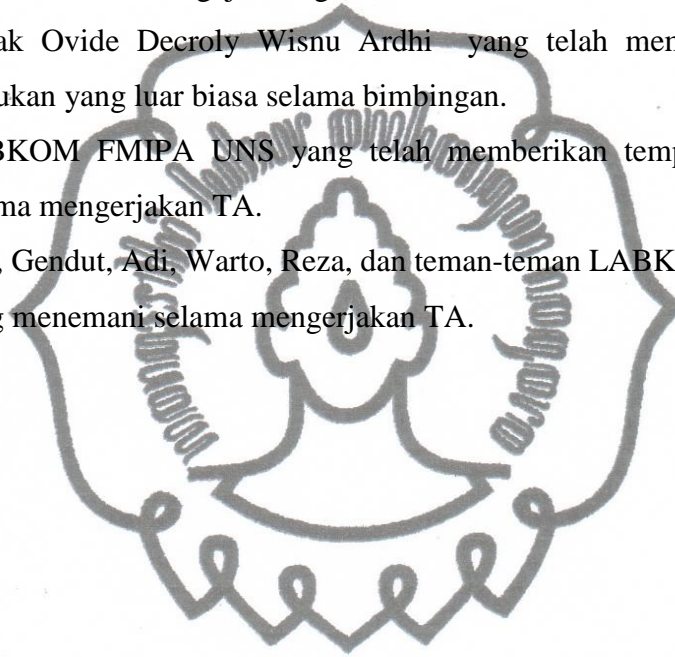 ak Ovide Decroly Wisnu Ardhi yang telah men
ukan yang luar biasa selama bimbingan.
BKOM FMIPA UNS yang telah memberikan temp
ma mengerjakan TA.
, Gendut, Adi, Warto, Reza, dan teman-teman LABK
g menemani selama mengerjakan TA.